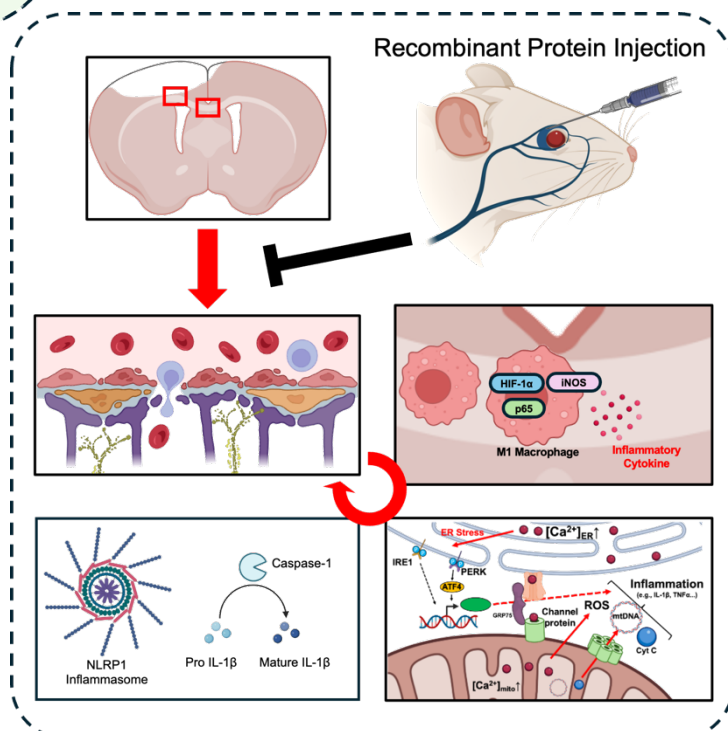 Recombinant Protein Injection
HIF-1α
iNOS
p65
M1 Macrophage
Inflammatory
Cytokine
NLRP1
Inflammasome
Caspase-1
Pro IL-1β
Mature IL-1β
ER Stress
[Ca²⁺]ER↑
IRE1
PERK
ATF4
GRP75
Channel
protein
Inflammation
(e.g., IL-1β, TNFα...)
ROS
mtDNA
Cyt C
[Ca²⁺]mito↑